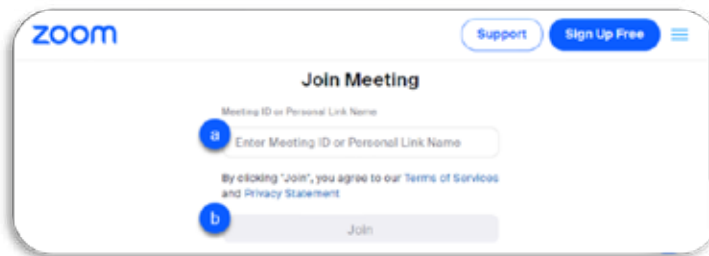 zoom
Support
Sign Up Free
Join Meeting
Meeting ID or Personal Link Name
a
Enter Meeting ID or Personal Link Name
By clicking "Join", you agree to our Terms of Services
and Privacy Statement
b
Join